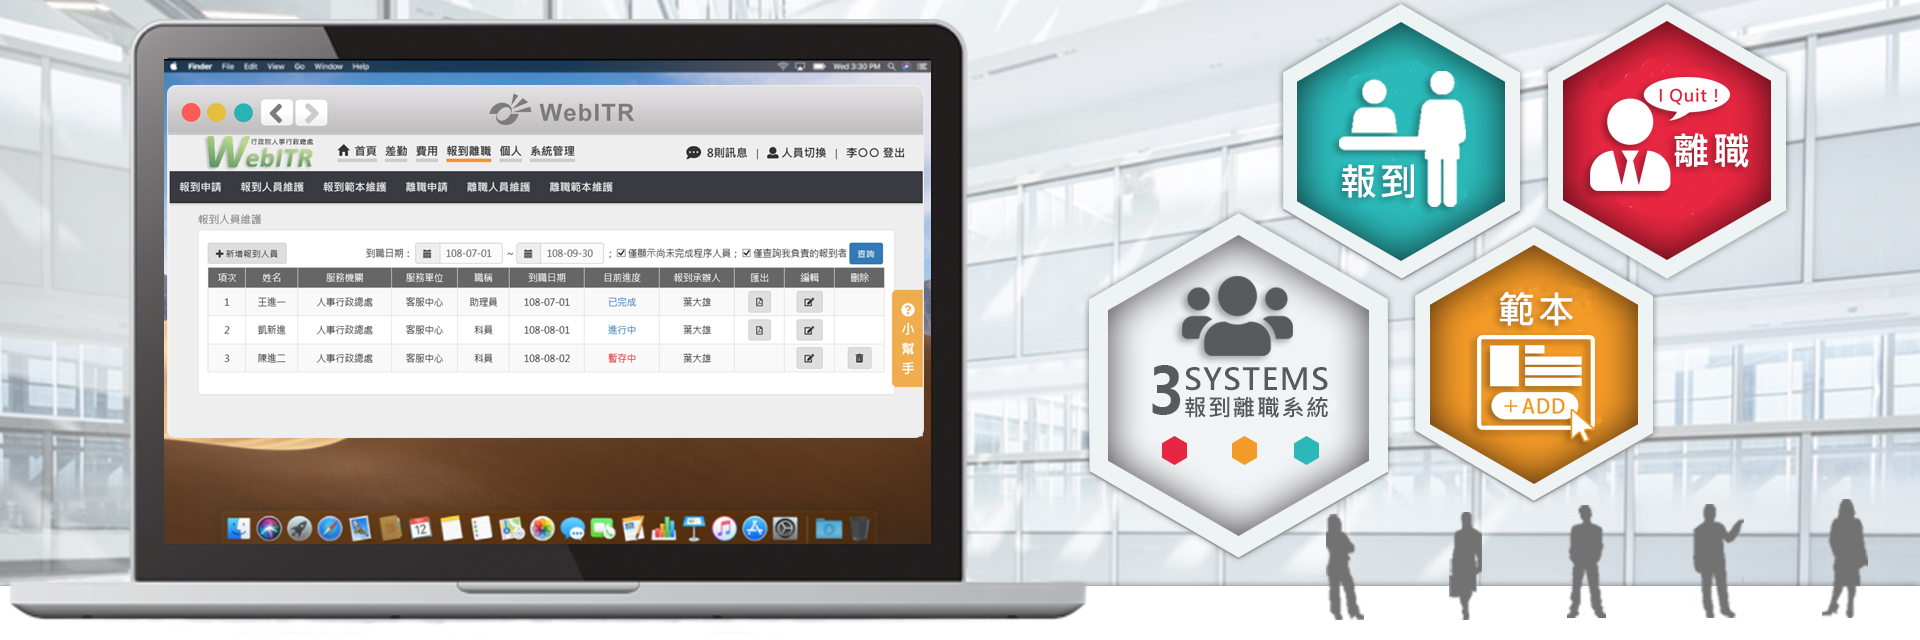 Finder File Edit View Go Window Help
Wed 3:30 PM
WebITR
行政院人事行政總處
WebITR
首頁 差勤 費用 報到離職 個人 系統管理
8則訊息 | 人員切換 | 李〇〇 登出
報到申請 報到人員維護 報到範本維護 離職申請 離職人員維護 離職範本維護
報到人員維護
+新增報到人員 到職日期： 108-07-01 ~ 108-09-30 ； 僅顯示尚未完成程序人員； 僅查詢我負責的報到者 查詢
項次 姓名 服務機關 服務單位 職稱 到職日期 目前進度 報到承辦人 匯出 編輯 刪除
1 王進一 人事行政總處 客服中心 助理員 108-07-01 已完成 葉大雄
2 凱新進 人事行政總處 客服中心 科員 108-08-01 進行中 葉大雄
3 陳進二 人事行政總處 客服中心 科員 108-08-02 暫存中 葉大雄
?
小幫手
12
報到
I Quit !
離職
3 SYSTEMS
報到離職系統
範本
+ADD